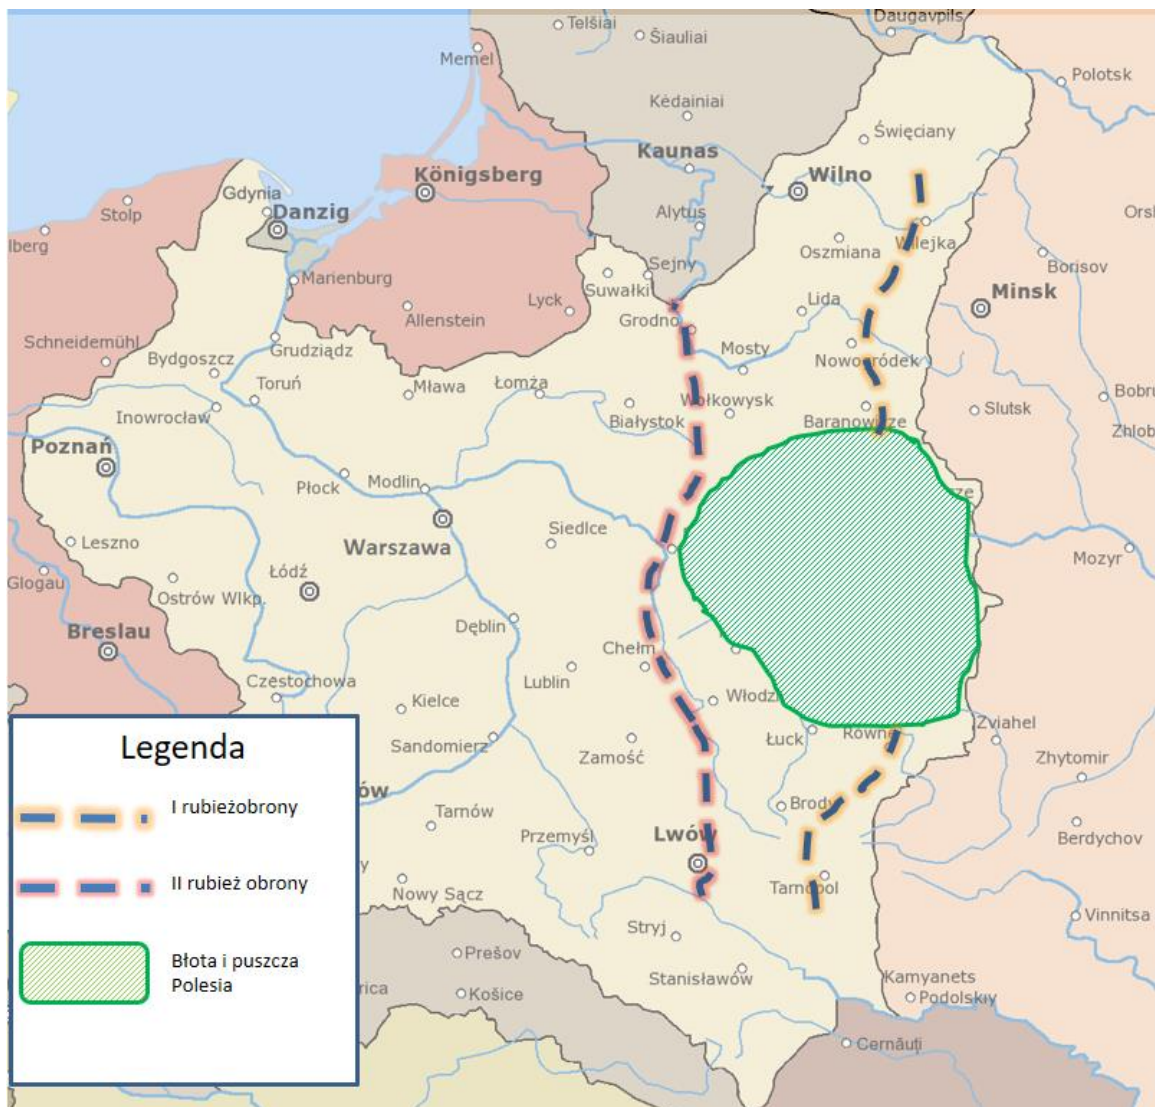 Daugavpils
Telšiai
Šiauliai
Memel
Polotsk
Kėdainiai
Święciany
Kaunas
Königsberg
Wilno
Gdynia
Stolp
Danzig
Alytus
Wilejka
Oszmiana
Borisov
Sejny
Marienburg
Suwałki
Lyck
Minsk
Lida
Allenstein
Grodno
Schneidemühl
Grudziądz
Mosty
Nowogródek
Bydgoszcz
Toruń
Mława
Łomża
Wołkowysk
Slutsk
Inowrocław
Białystok
Baranowicze
Poznań
Płock
Modlin
Siedlce
Leszno
Warszawa
Mozyr
Glogau
Łódź
Ostrów Wlkp.
Breslau
Dęblin
Chełm
Lublin
Częstochowa
Kielce
Zviahel
Łuck
Równe
Sandomierz
Zamość
Zhytomir
Brody
Tarnów
Berdychov
Przemyśl
Lwów
Tarnopol
Nowy Sącz
Vinnitsa
Stryj
Prešov
Stanisławów
Kamyanets
Podolskiy
Košice
Cernăuți
Legenda
I rubieżobrony
II rubież obrony
Błota i puszcza
Polesia